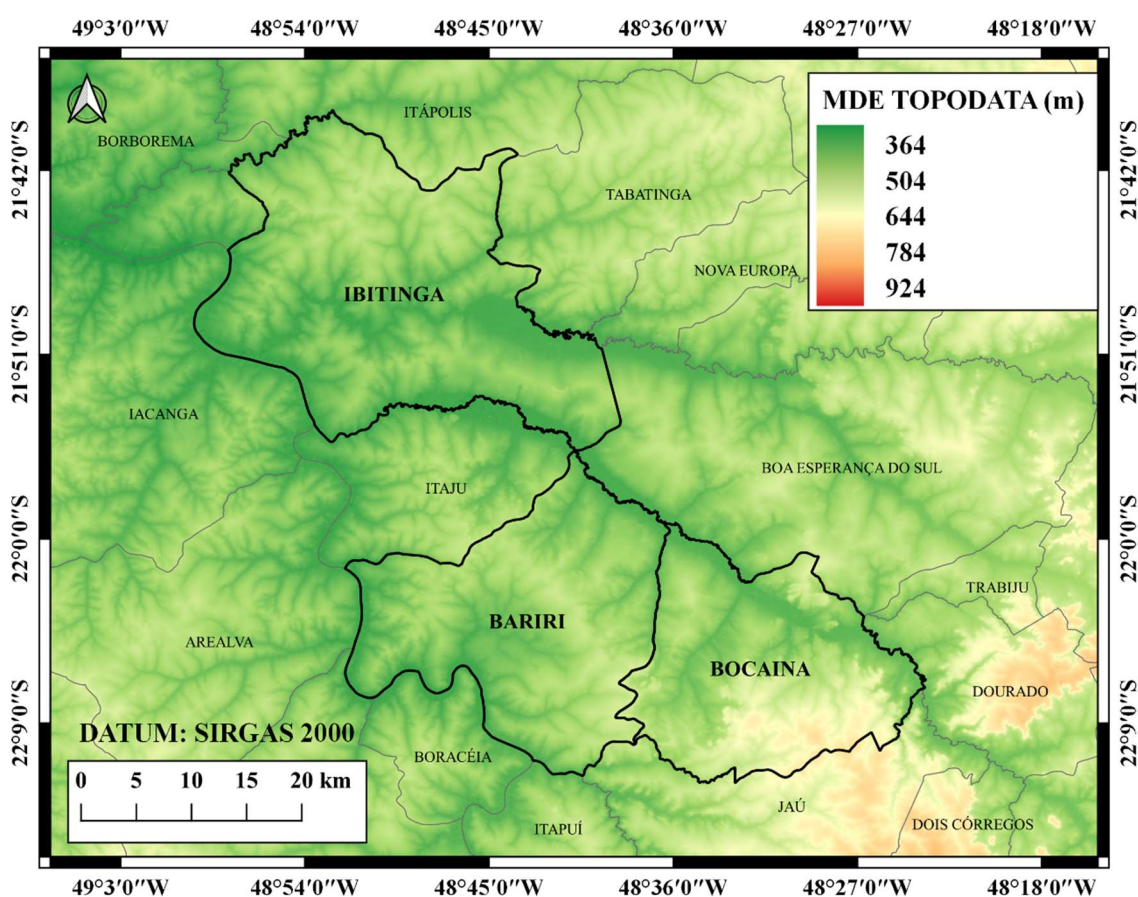 49°3'0"W 48°54'0"W 48°45'0"W 48°36'0"W 48°27'0"W 48°18'0"W
MDE TOPODATA (m)
364
504
644
784
924
ITÁPOLIS
BORBOREMA
TABATINGA
NOVA EUROPA
IBITINGA
IACANGA
BOA ESPERANÇA DO SUL
ITAJU
TRABIJU
BARIRI
AREALVA
BOCAINA
DOURADO
DATUM: SIRGAS 2000
BORACÉIA
0 5 10 15 20 km
JAÚ
ITAPUÍ
DOIS CÓRREGOS
21°42'0"S
21°51'0"S
22°0'0"S
22°9'0"S
21°42'0"S
21°51'0"S
22°0'0"S
22°9'0"S
49°3'0"W 48°54'0"W 48°45'0"W 48°36'0"W 48°27'0"W 48°18'0"W